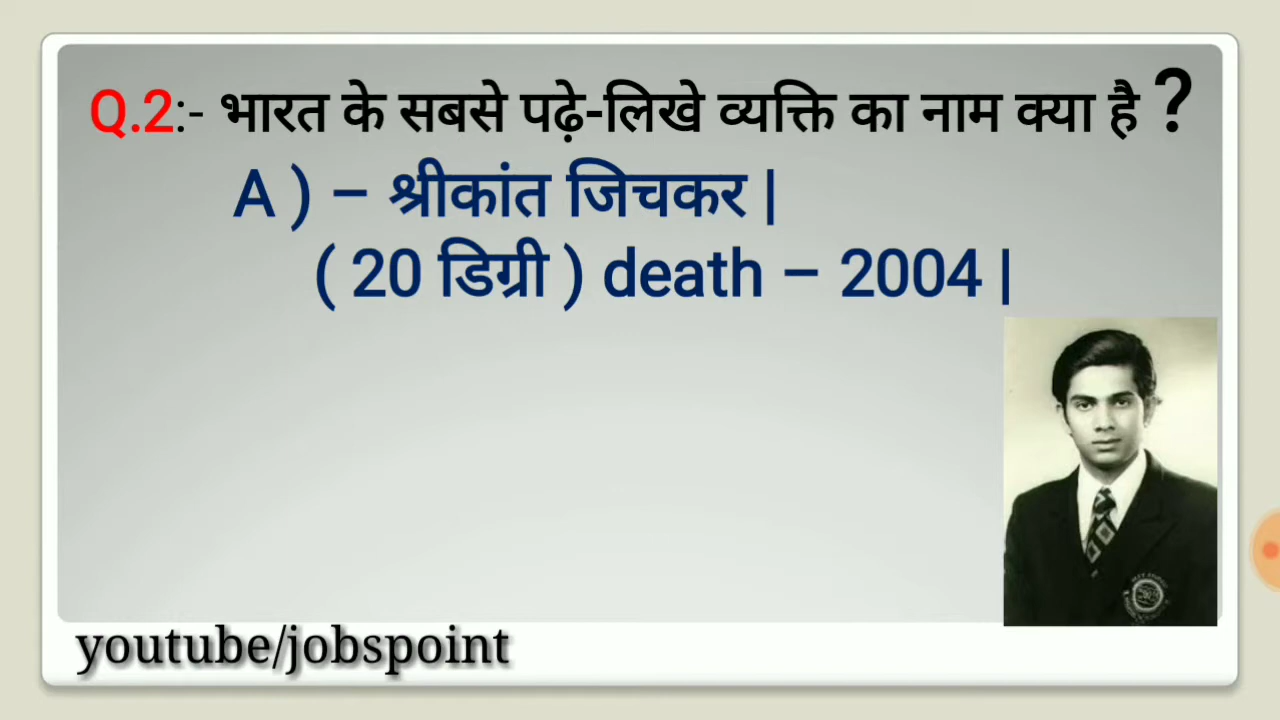 Q.2:- भारत के सबसे पढ़े-लिखे व्यक्ति का नाम क्या है ?
A ) – श्रीकांत जिचकर |
( 20 डिग्री ) death – 2004 |
youtube/jobspoint